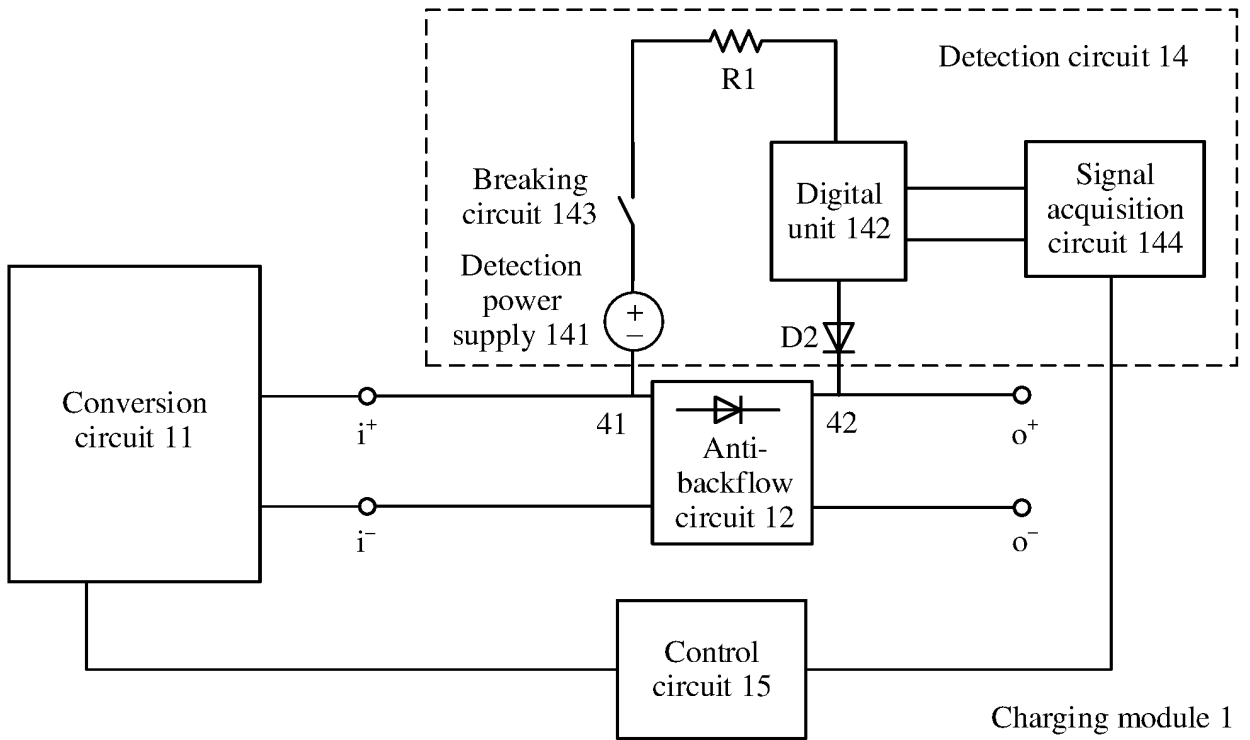 Detection circuit 14
R1
Breaking
circuit 143
Digital
unit 142
Signal
acquisition
circuit 144
Detection
power
supply 141
+
−
D2
Conversion
circuit 11
i⁺
41
42
o⁺
Anti-
backflow
circuit 12
i⁻
o⁻
Control
circuit 15
Charging module 1